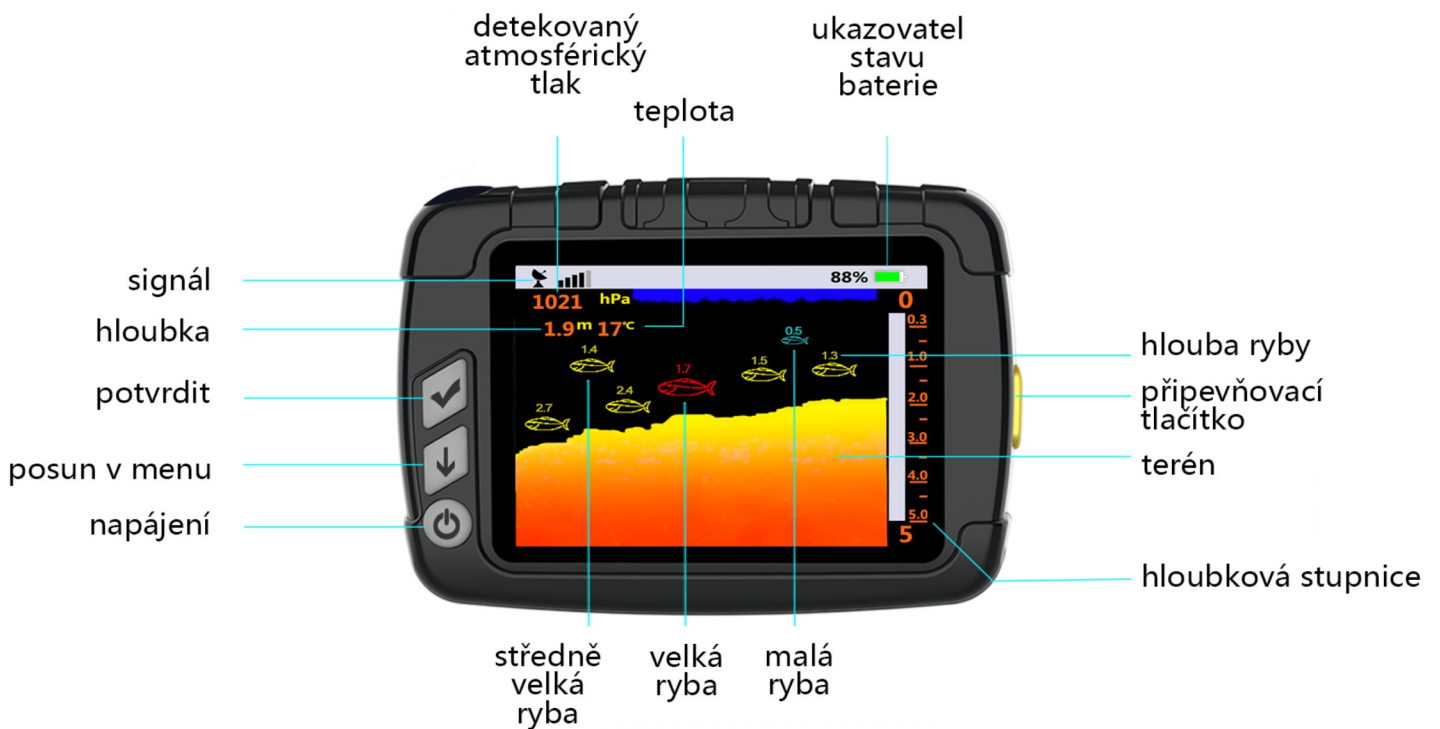 detekovaný
atmosférický
tlak
ukazovatel
stavu
baterie
teplota
signál
88%
1021 hPa
0
hloubka
1.9 m 17 °C
0.3
0.5
1.4
1.5
1.3
1.0
hlouba ryby
potvrdit
1.7
2.4
2.7
2.0
připevňovací
tlačítko
3.0
posun v menu
terén
4.0
napájení
5.0
5
hloubková stupnice
středně
velká
ryba
velká
ryba
malá
ryba